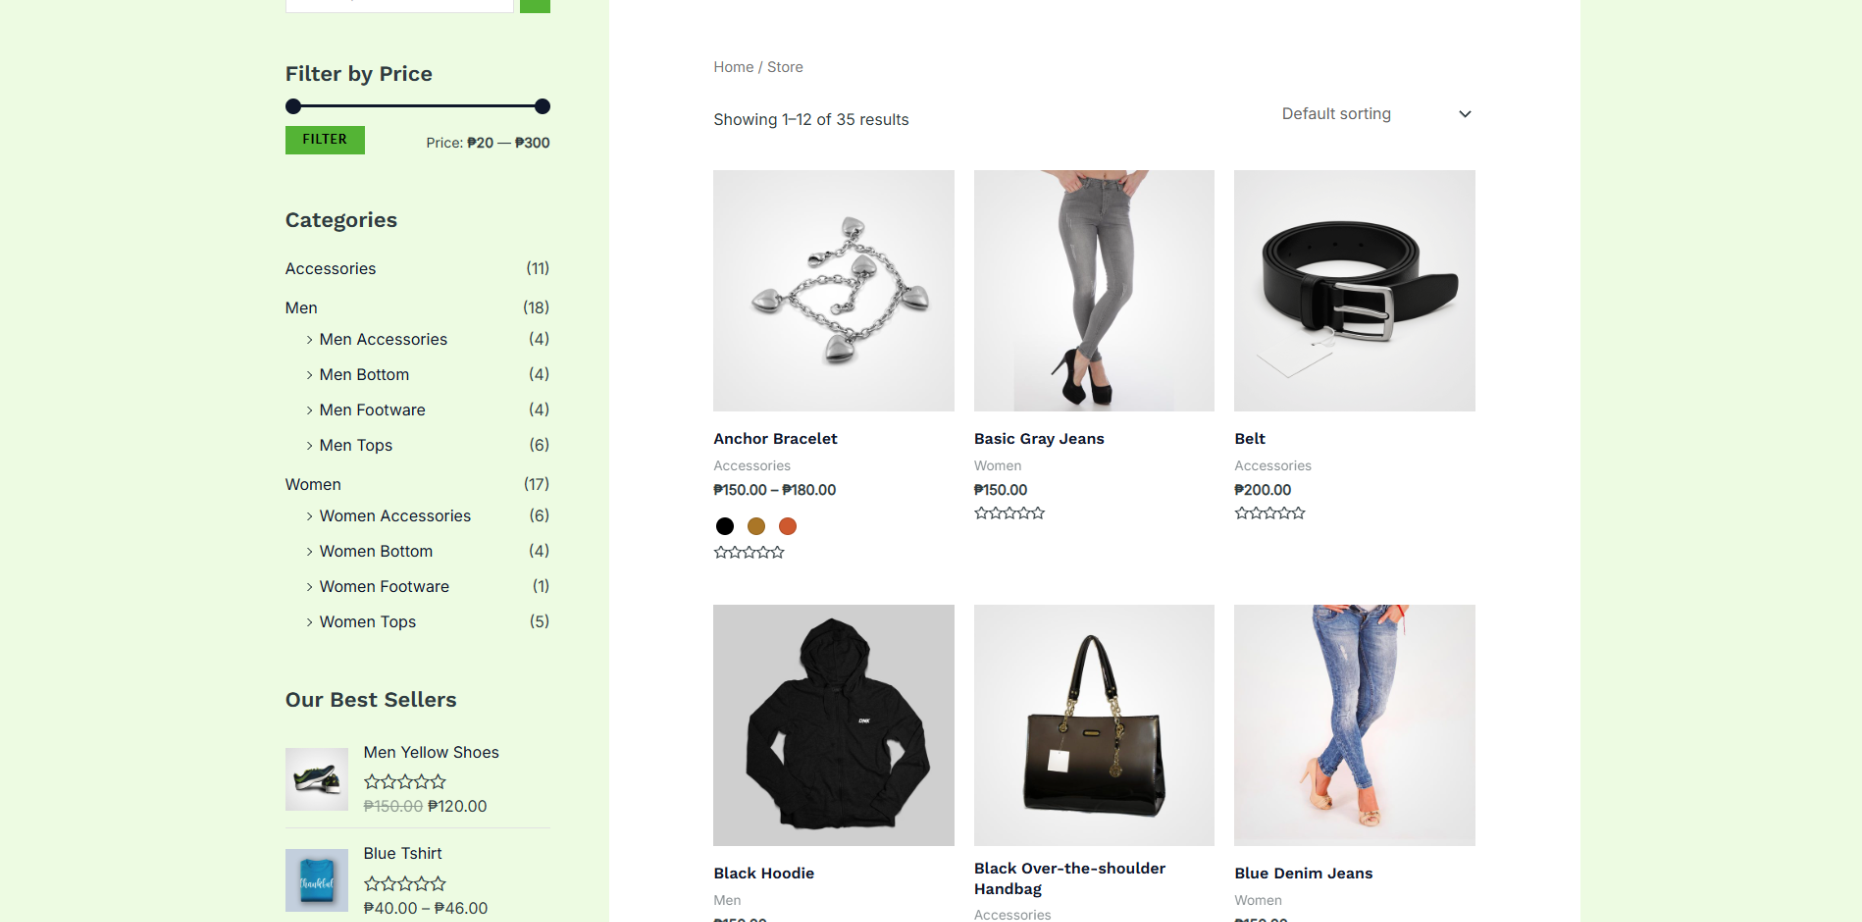 Filter by Price
FILTER
Price: ₱20 — ₱300
Categories
Accessories (11)
Men (18)
Men Accessories (4)
Men Bottom (4)
Men Footware (4)
Men Tops (6)
Women (17)
Women Accessories (6)
Women Bottom (4)
Women Footware (1)
Women Tops (5)
Our Best Sellers
Men Yellow Shoes
₱150.00 ₱120.00
Blue Tshirt
thankful
₱40.00 – ₱46.00
Home / Store
Showing 1–12 of 35 results
Default sorting
Anchor Bracelet
Accessories
₱150.00 – ₱180.00
Basic Gray Jeans
Women
₱150.00
Belt
Accessories
₱200.00
Black Hoodie
Men
Black Over-the-shoulder
Handbag
Accessories
Blue Denim Jeans
Women